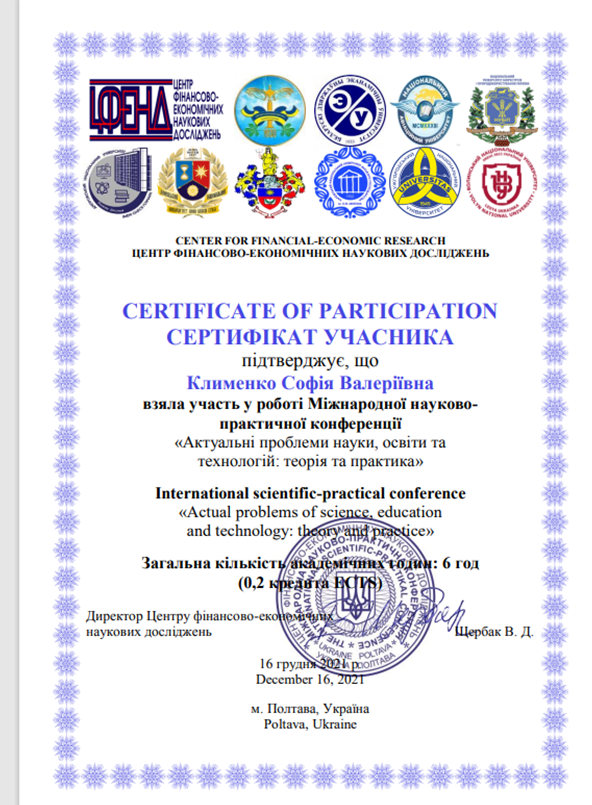 ЦФЕНД
ЦЕНТР
ФІНАНСОВО-
ЕКОНОМІЧНИХ
НАУКОВИХ
ДОСЛІДЖЕНЬ
CENTER FOR FINANCIAL-ECONOMIC RESEARCH
ЦЕНТР ФІНАНСОВО-ЕКОНОМІЧНИХ НАУКОВИХ ДОСЛІДЖЕНЬ
CERTIFICATE OF PARTICIPATION
СЕРТИФІКАТ УЧАСНИКА
підтверджує, що
Клименко Софія Валеріївна
взяла участь у роботі Міжнародної науково-
практичної конференції
«Актуальні проблеми науки, освіти та
технологій: теорія та практика»
International scientific-practical conference
«Actual problems of science, education
and technology: theory and practice»
Загальна кількість академічних годин: 6 год
(0,2 кредита ECTS)
Директор Центру фінансово-економічних
наукових досліджень
Щербак В. Д.
16 грудня 2021 р.
December 16, 2021
м. Полтава, Україна
Poltava, Ukraine